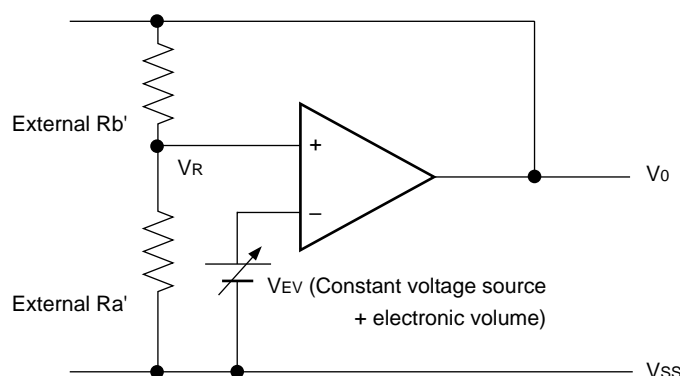 External Rb'
+
VR
V0
–
External Ra'
VEV (Constant voltage source
+ electronic volume)
VSS